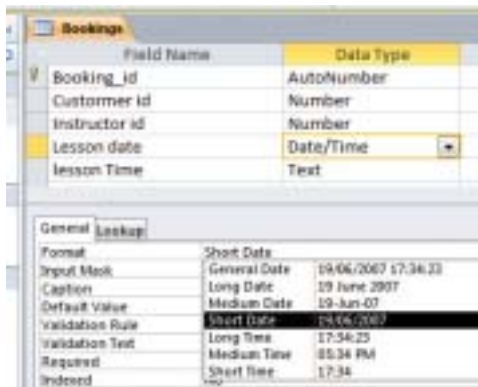 Bookings
Field Name Data Type
Booking_id AutoNumber
Custormer id Number
Instructor id Number
Lesson date Date/Time
lesson Time Text
General Lookup
Format Short Date
Input Mask General Date 19/06/2007 17:34:23
Caption Long Date 19 June 2007
Default Value Medium Date 19-Jun-07
Validation Rule Short Date 19/06/2007
Validation Text Long Time 17:34:23
Required Medium Time 05:34 PM
Indexed Short Time 17:34